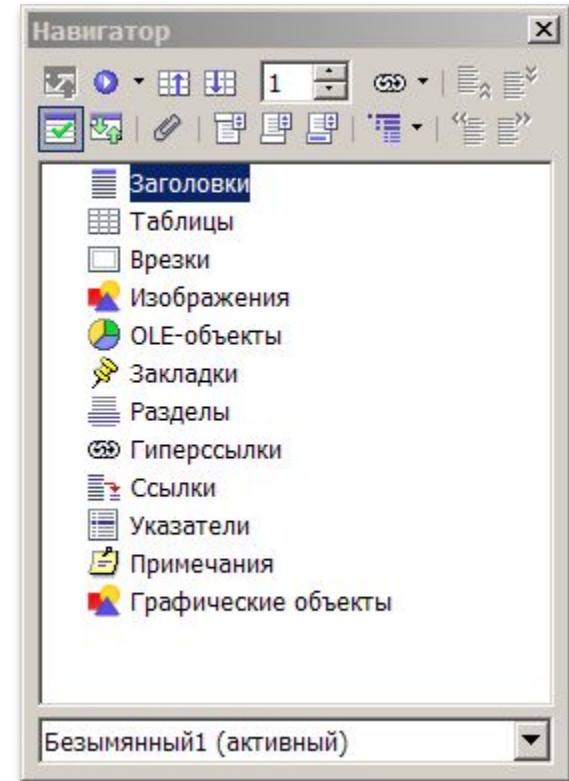 Навигатор
1
Заголовки
Таблицы
Врезки
Изображения
OLE-объекты
Закладки
Разделы
Гиперссылки
Ссылки
Указатели
Примечания
Графические объекты
Безымянный1 (активный)